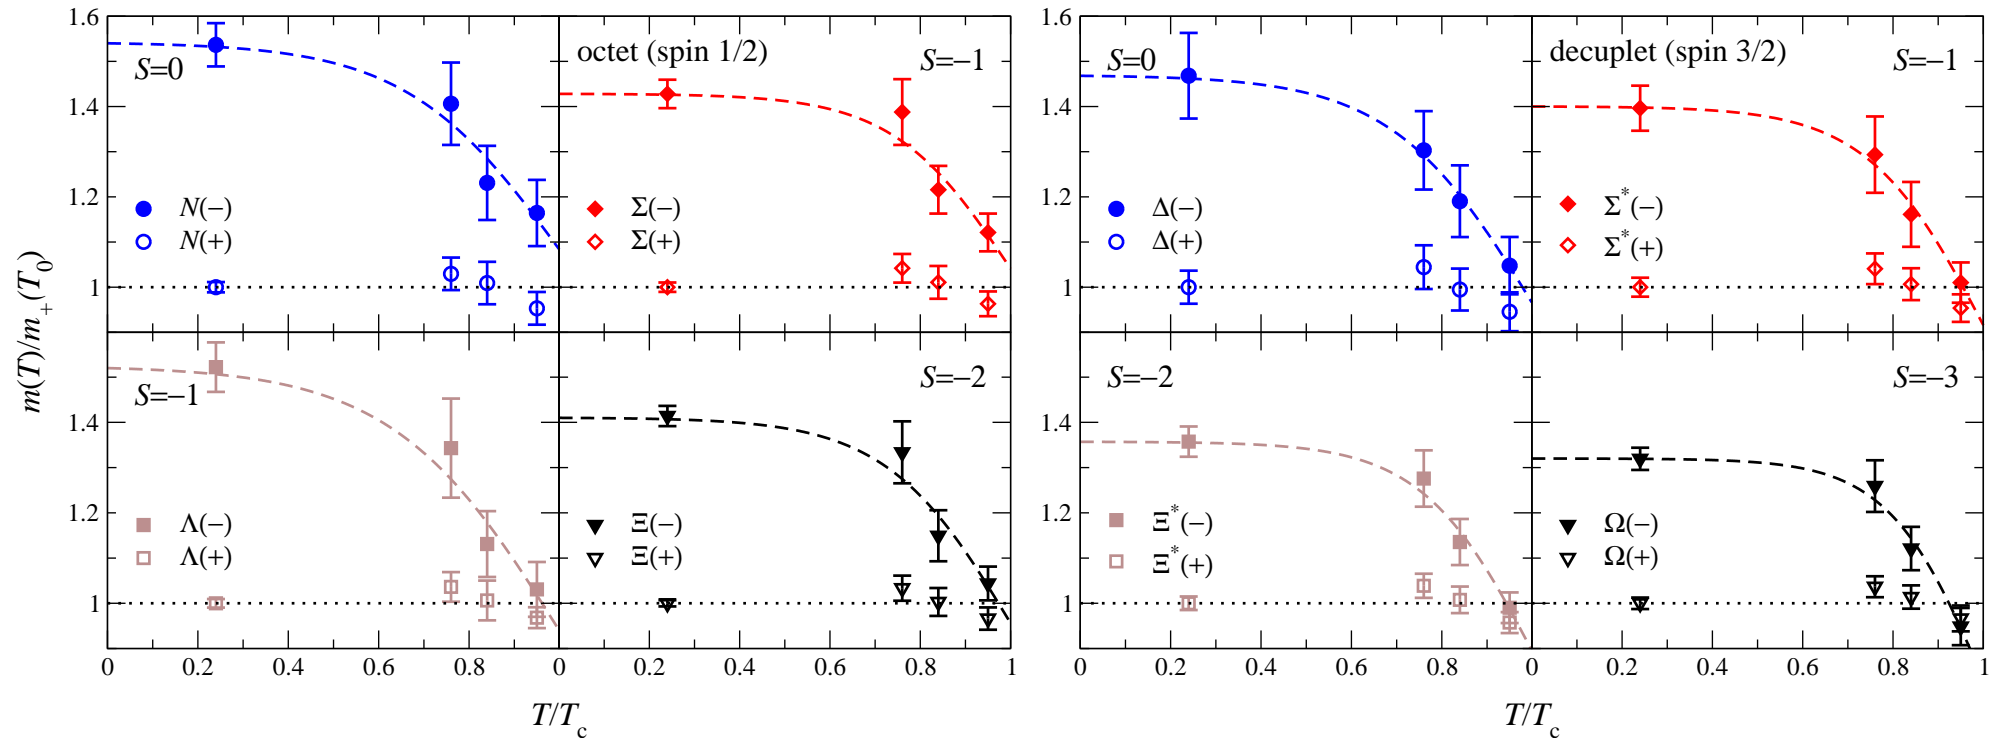 m(T)/m₊(T₀)
1.6
1.4
1.2
1
S=0
N(−)
N(+)
octet (spin 1/2)
S=−1
Σ(−)
Σ(+)
1.4
1.2
1
S=−1
Λ(−)
Λ(+)
S=−2
Ξ(−)
Ξ(+)
0 0.2 0.4 0.6 0.8 0 0.2 0.4 0.6 0.8 1
T/T_c
1.6
1.4
1.2
1
S=0
Δ(−)
Δ(+)
decuplet (spin 3/2)
S=−1
Σ*(−)
Σ*(+)
1.4
1.2
1
S=−2
Ξ*(−)
Ξ*(+)
S=−3
Ω(−)
Ω(+)
0 0.2 0.4 0.6 0.8 0 0.2 0.4 0.6 0.8 1
T/T_c